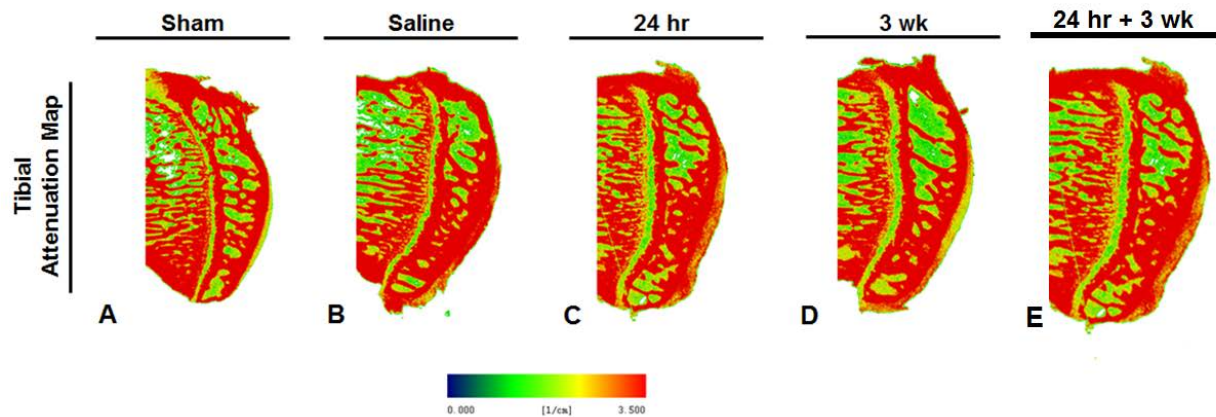 Sham
Saline
24 hr
3 wk
24 hr + 3 wk
Tibial
Attenuation Map
A
B
C
D
E
0.000 [1/cm] 3.500